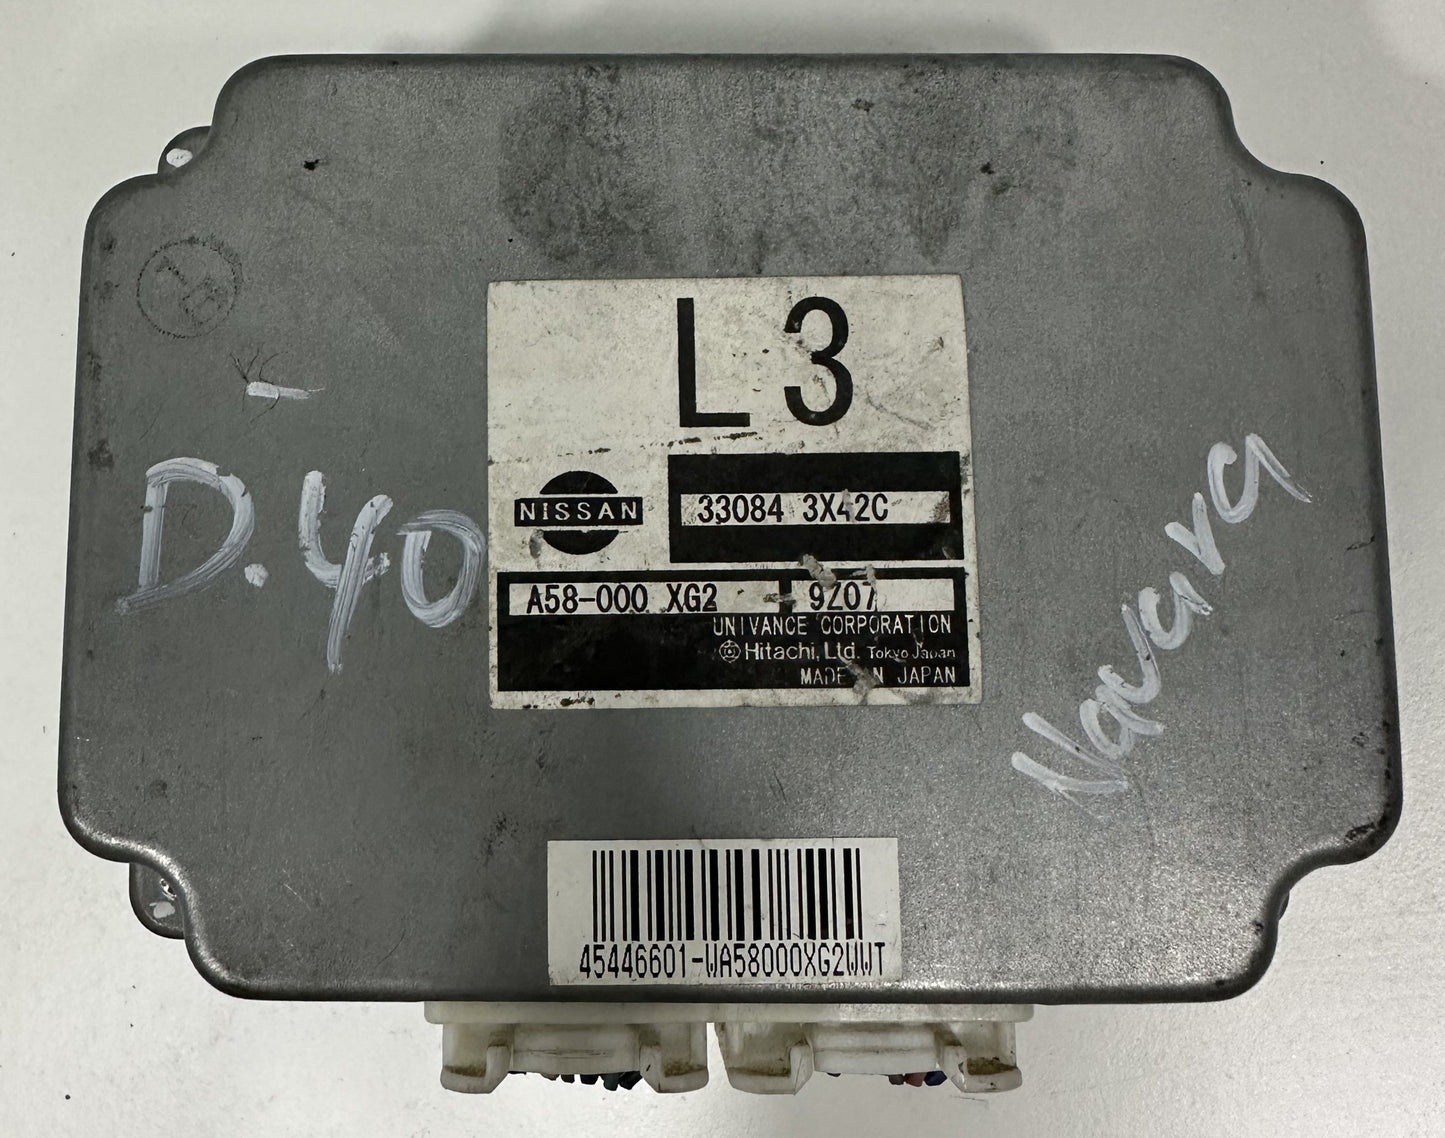 L3
NISSAN
33084 3X42C
A58-000 XG2
9Z07
UNIVANCE CORPORATION
Hitachi, Ltd. Tokyo Japan
MADE IN JAPAN
D.40
Navara
45446601-WA58000XG2WWT